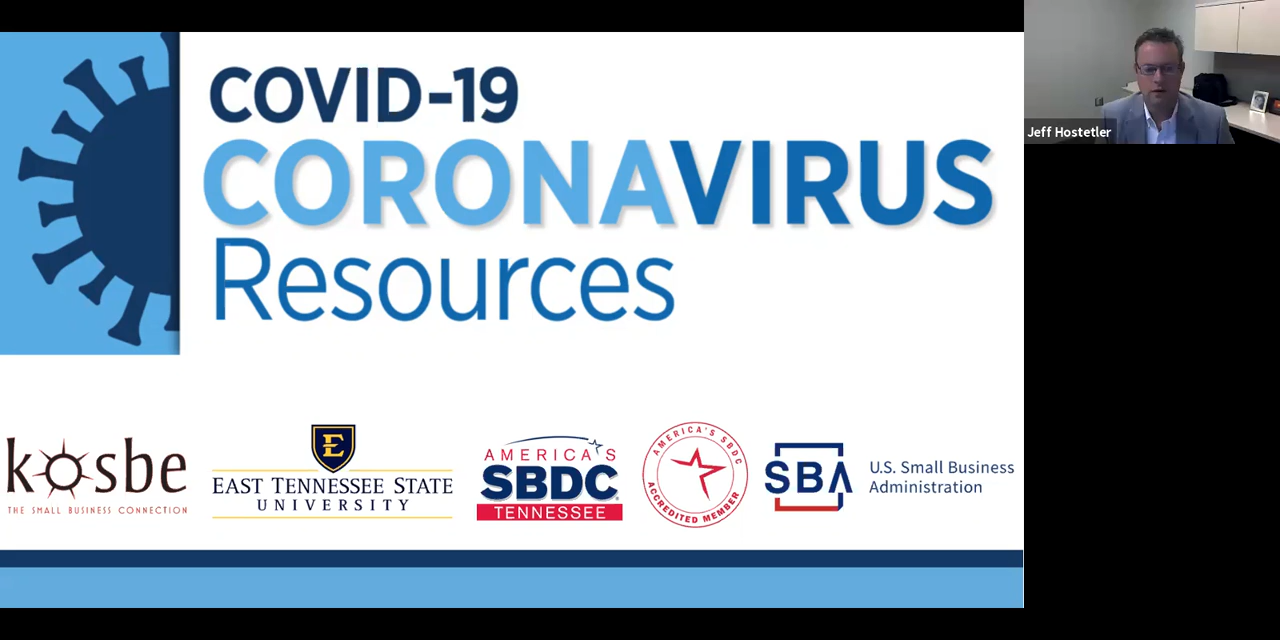 COVID-19
CORONAVIRUS
Resources
Jeff Hostetler
kosbe
THE SMALL BUSINESS CONNECTION
E
EAST TENNESSEE STATE
UNIVERSITY
AMERICA'S
SBDC
TENNESSEE
AMERICA'S SBDC
ACCREDITED MEMBER
SBA
U.S. Small Business
Administration